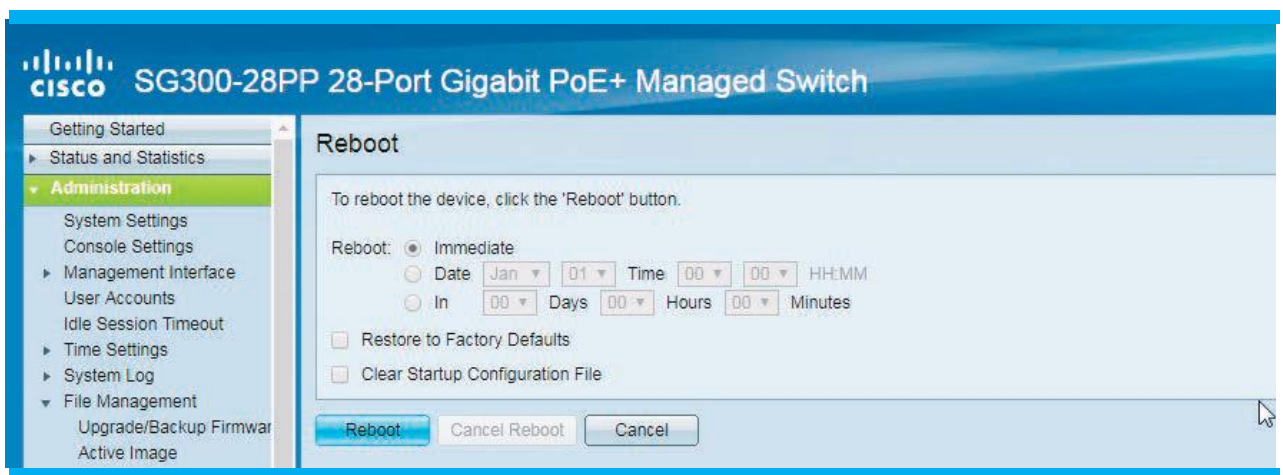 cisco SG300-28PP 28-Port Gigabit PoE+ Managed Switch
Getting Started
Status and Statistics
Administration
System Settings
Console Settings
Management Interface
User Accounts
Idle Session Timeout
Time Settings
System Log
File Management
Upgrade/Backup Firmwar
Active Image
Reboot
To reboot the device, click the 'Reboot' button.
Reboot: Immediate
Date Jan 01 Time 00 00 HH:MM
In 00 Days 00 Hours 00 Minutes
Restore to Factory Defaults
Clear Startup Configuration File
Reboot Cancel Reboot Cancel